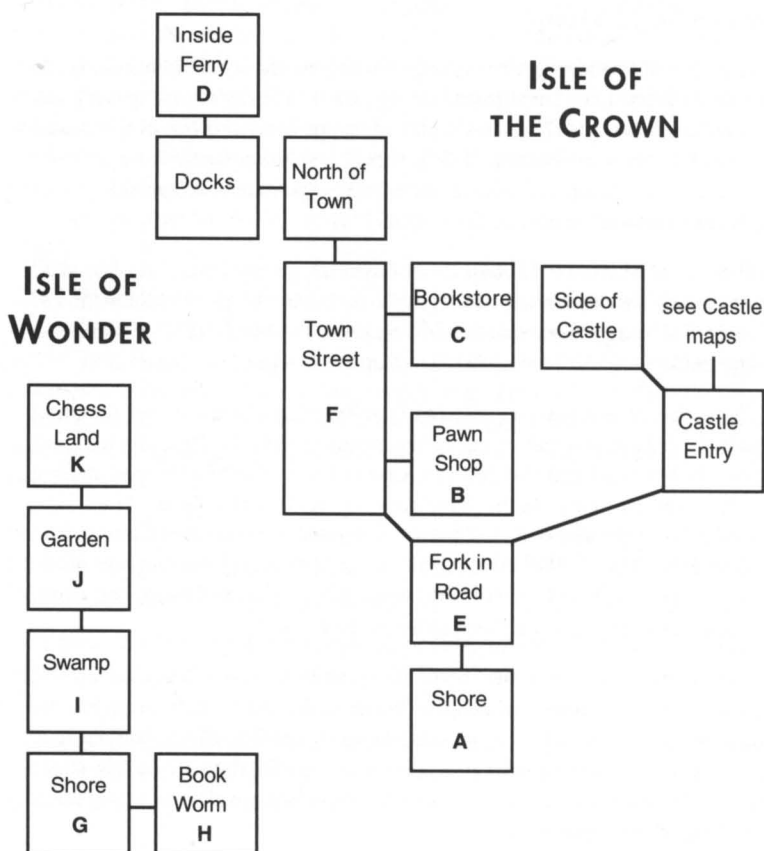 Inside
Ferry
D
ISLE OF
THE CROWN
Docks
North of
Town
Bookstore
C
Side of
Castle
see Castle
maps
Town
Street
F
Pawn
Shop
B
Castle
Entry
Fork in
Road
E
Shore
A
ISLE OF
WONDER
Chess
Land
K
Garden
J
Swamp
I
Shore
G
Book
Worm
H